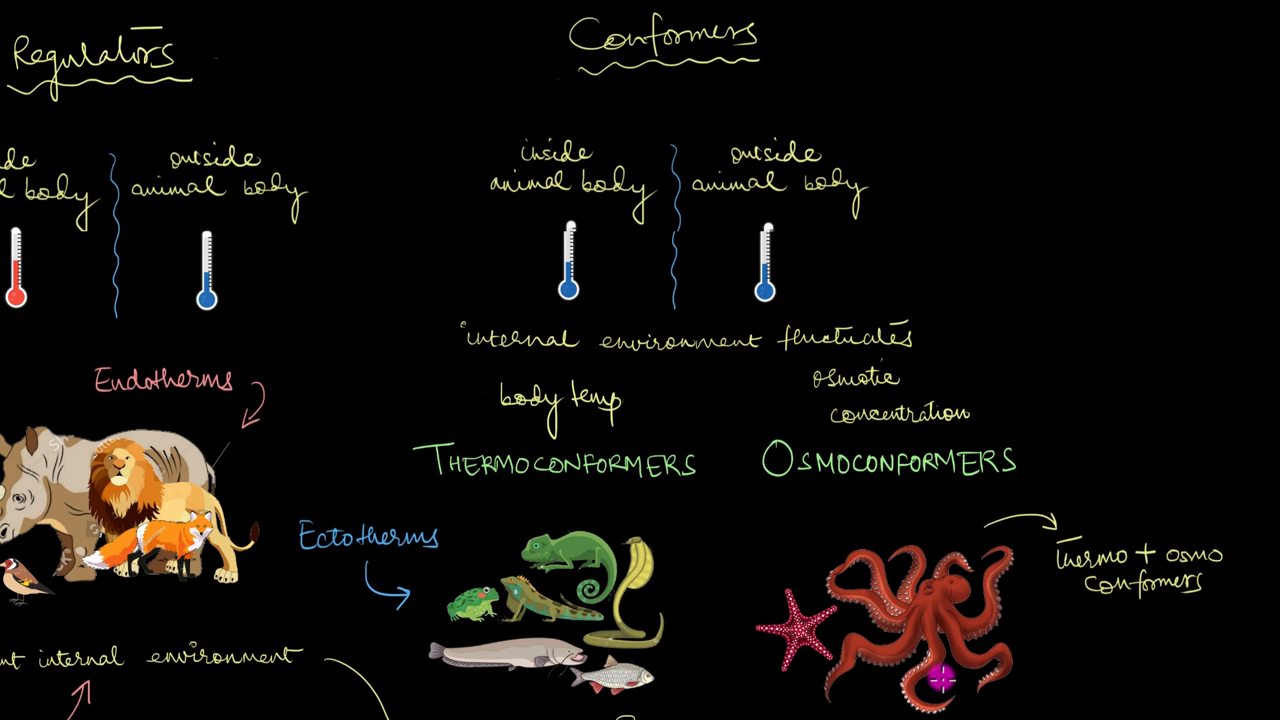 Regulators
Conformers
outside
animal body
body
inside
animal body
outside
animal body
internal environment fluctuates
Endotherms
body temp
osmotic
concentration
THERMOCONFORMERS
OSMOCONFORMERS
Ectotherms
Thermo + osmo
conformers
internal environment